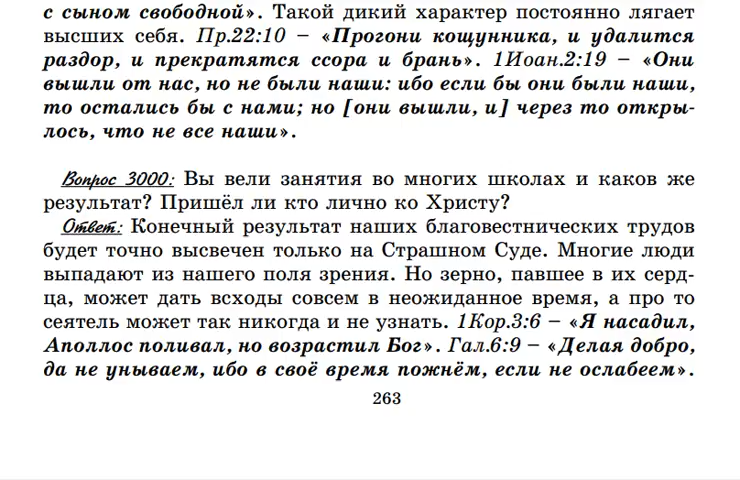 с сыном свободной». Такой дикий характер постоянно лягает
высших себя. Пр.22:10 – «Прогони кощунника, и удалится
раздор, и прекратятся ссора и брань». 1Иоан.2:19 – «Они
вышли от нас, но не были наши: ибо если бы они были наши,
то остались бы с нами; но [они вышли, и] через то откры-
лось, что не все наши».
Вопрос 3000: Вы вели занятия во многих школах и каков же
результат? Пришёл ли кто лично ко Христу?
Ответ: Конечный результат наших благовестнических трудов
будет точно высвечен только на Страшном Суде. Многие люди
выпадают из нашего поля зрения. Но зерно, павшее в их серд-
ца, может дать всходы совсем в неожиданное время, а про то
сеятель может так никогда и не узнать. 1Кор.3:6 – «Я насадил,
Аполлос поливал, но возрастил Бог». Гал.6:9 – «Делая добро,
да не унываем, ибо в своё время пожнём, если не ослабеем».
263